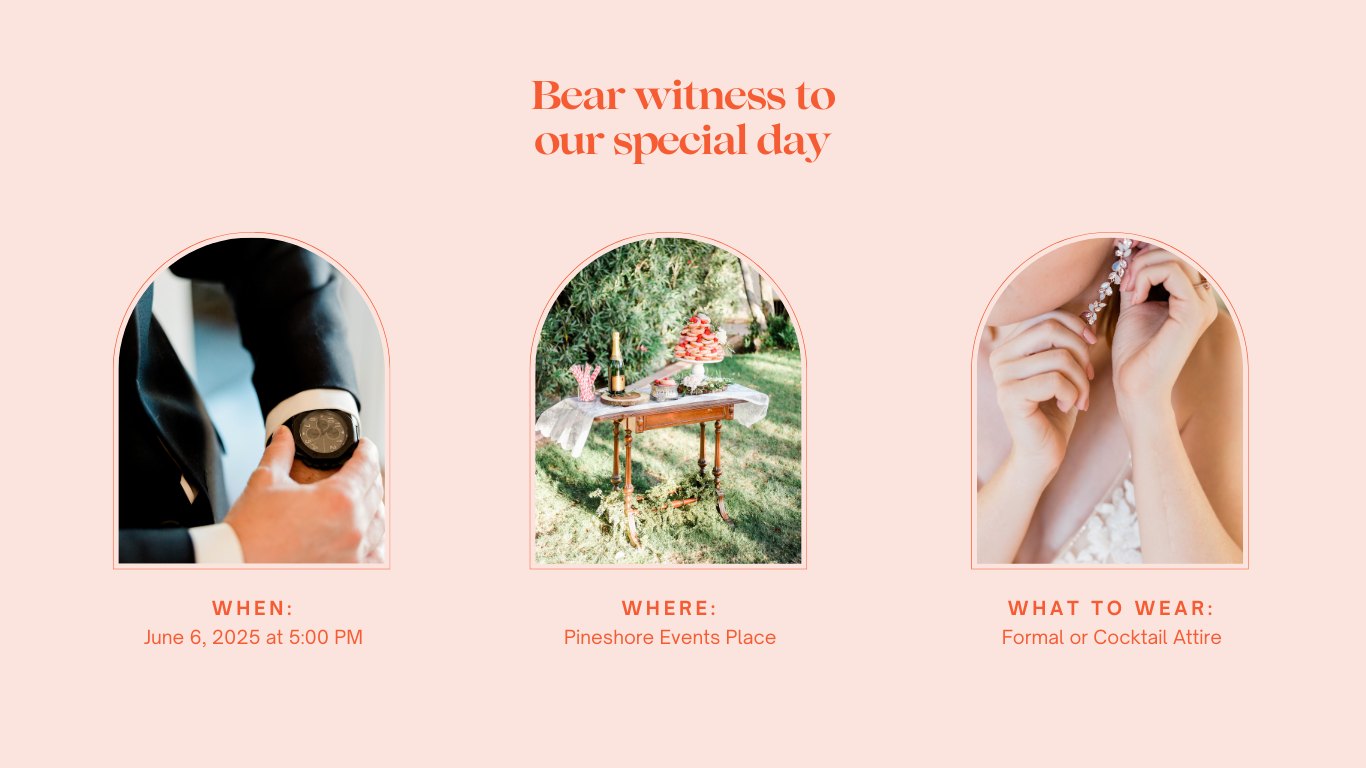 Bear witness to
our special day
WHEN:
June 6, 2025 at 5:00 PM
WHERE:
Pineshore Events Place
WHAT TO WEAR:
Formal or Cocktail Attire